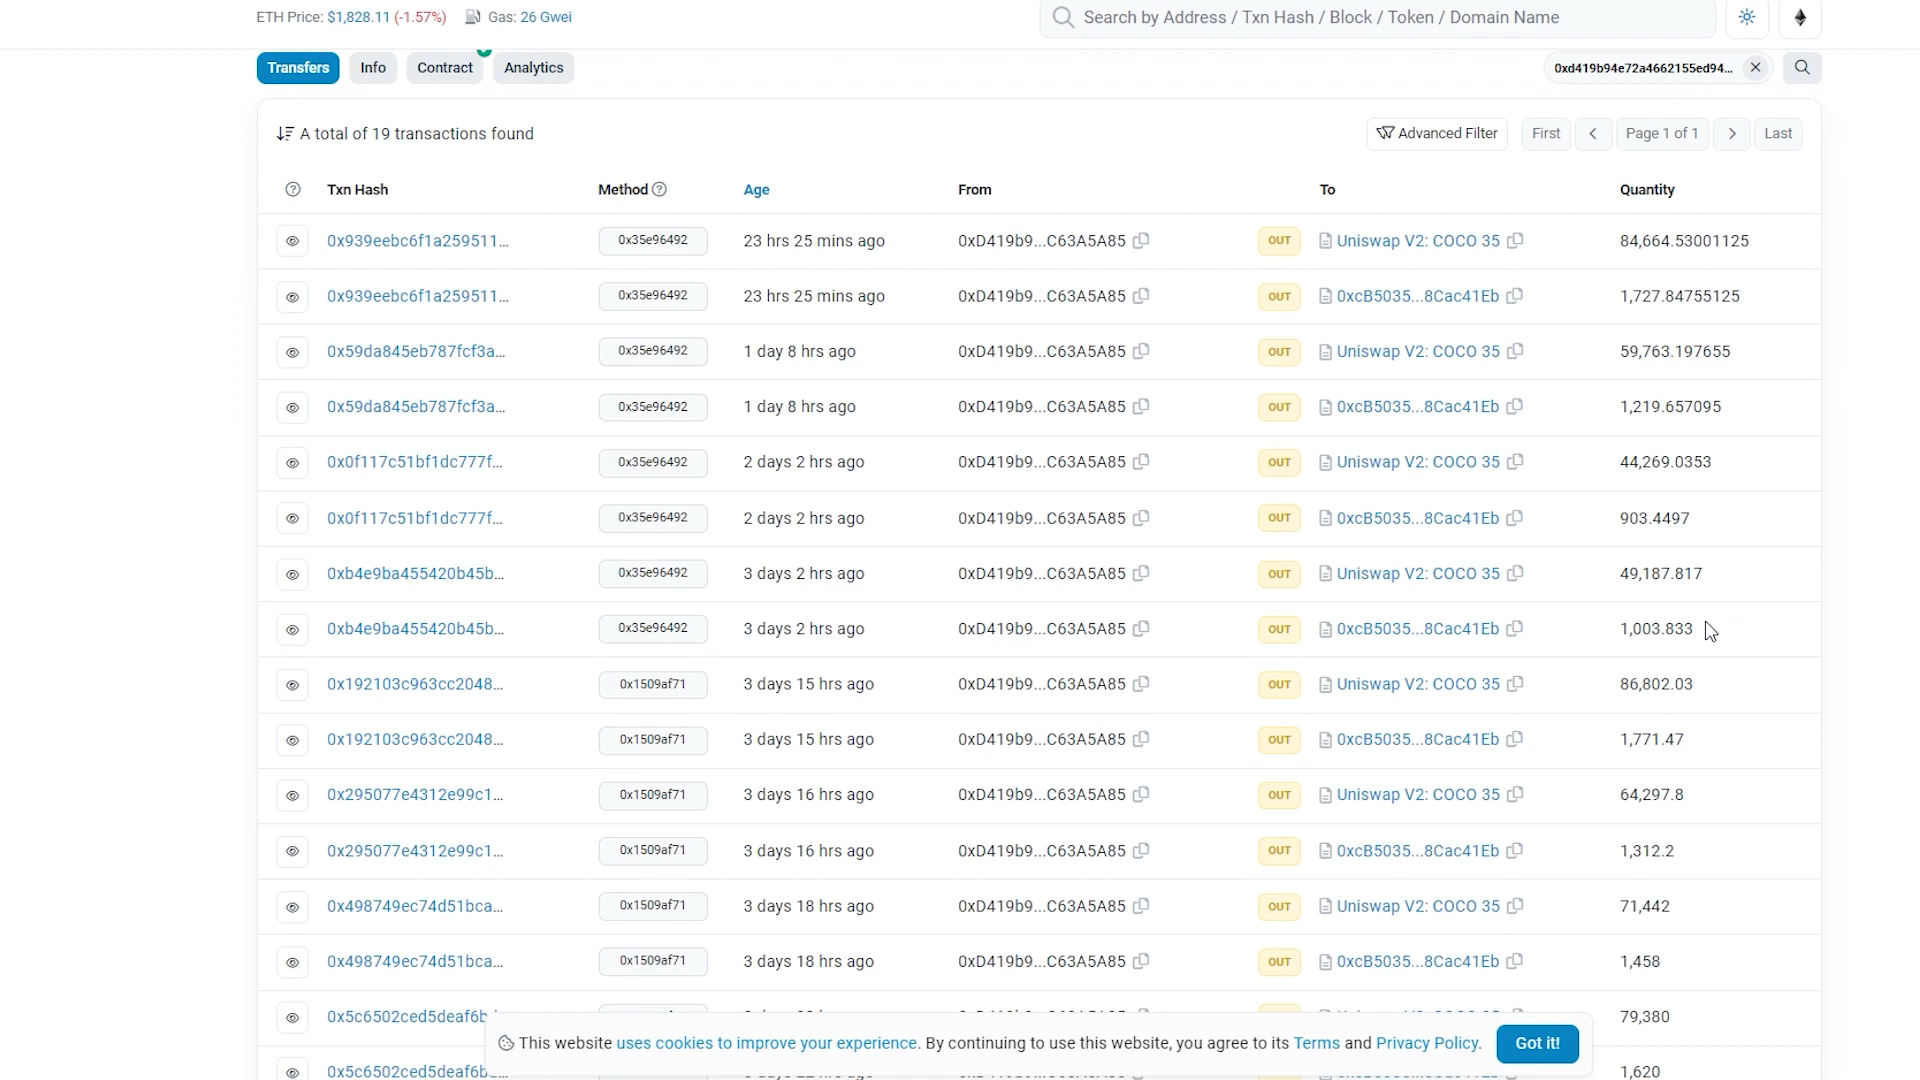 ETH Price: $1,828.11 (-1.57%) Gas: 26 Gwei
Search by Address / Txn Hash / Block / Token / Domain Name
Transfers Info Contract Analytics
0xd419b94e72a4662155ed94...
A total of 19 transactions found
Advanced Filter First Page 1 of 1 Last
Txn Hash Method Age From To Quantity
0x939eebc6f1a259511... 0x35e96492 23 hrs 25 mins ago 0xD419b9...C63A5A85 OUT Uniswap V2: COCO 35 84,664.53001125
0x939eebc6f1a259511... 0x35e96492 23 hrs 25 mins ago 0xD419b9...C63A5A85 OUT 0xcB5035...8Cac41Eb 1,727.84755125
0x59da845eb787fcf3a... 0x35e96492 1 day 8 hrs ago 0xD419b9...C63A5A85 OUT Uniswap V2: COCO 35 59,763.197655
0x59da845eb787fcf3a... 0x35e96492 1 day 8 hrs ago 0xD419b9...C63A5A85 OUT 0xcB5035...8Cac41Eb 1,219.657095
0x0f117c51bf1dc777f... 0x35e96492 2 days 2 hrs ago 0xD419b9...C63A5A85 OUT Uniswap V2: COCO 35 44,269.0353
0x0f117c51bf1dc777f... 0x35e96492 2 days 2 hrs ago 0xD419b9...C63A5A85 OUT 0xcB5035...8Cac41Eb 903.4497
0xb4e9ba455420b45b... 0x35e96492 3 days 2 hrs ago 0xD419b9...C63A5A85 OUT Uniswap V2: COCO 35 49,187.817
0xb4e9ba455420b45b... 0x35e96492 3 days 2 hrs ago 0xD419b9...C63A5A85 OUT 0xcB5035...8Cac41Eb 1,003.833
0x192103c963cc2048... 0x1509af71 3 days 15 hrs ago 0xD419b9...C63A5A85 OUT Uniswap V2: COCO 35 86,802.03
0x192103c963cc2048... 0x1509af71 3 days 15 hrs ago 0xD419b9...C63A5A85 OUT 0xcB5035...8Cac41Eb 1,771.47
0x295077e4312e99c1... 0x1509af71 3 days 16 hrs ago 0xD419b9...C63A5A85 OUT Uniswap V2: COCO 35 64,297.8
0x295077e4312e99c1... 0x1509af71 3 days 16 hrs ago 0xD419b9...C63A5A85 OUT 0xcB5035...8Cac41Eb 1,312.2
0x498749ec74d51bca... 0x1509af71 3 days 18 hrs ago 0xD419b9...C63A5A85 OUT Uniswap V2: COCO 35 71,442
0x498749ec74d51bca... 0x1509af71 3 days 18 hrs ago 0xD419b9...C63A5A85 OUT 0xcB5035...8Cac41Eb 1,458
79,380
This website uses cookies to improve your experience. By continuing to use this website, you agree to its Terms and Privacy Policy. Got it!
1,620